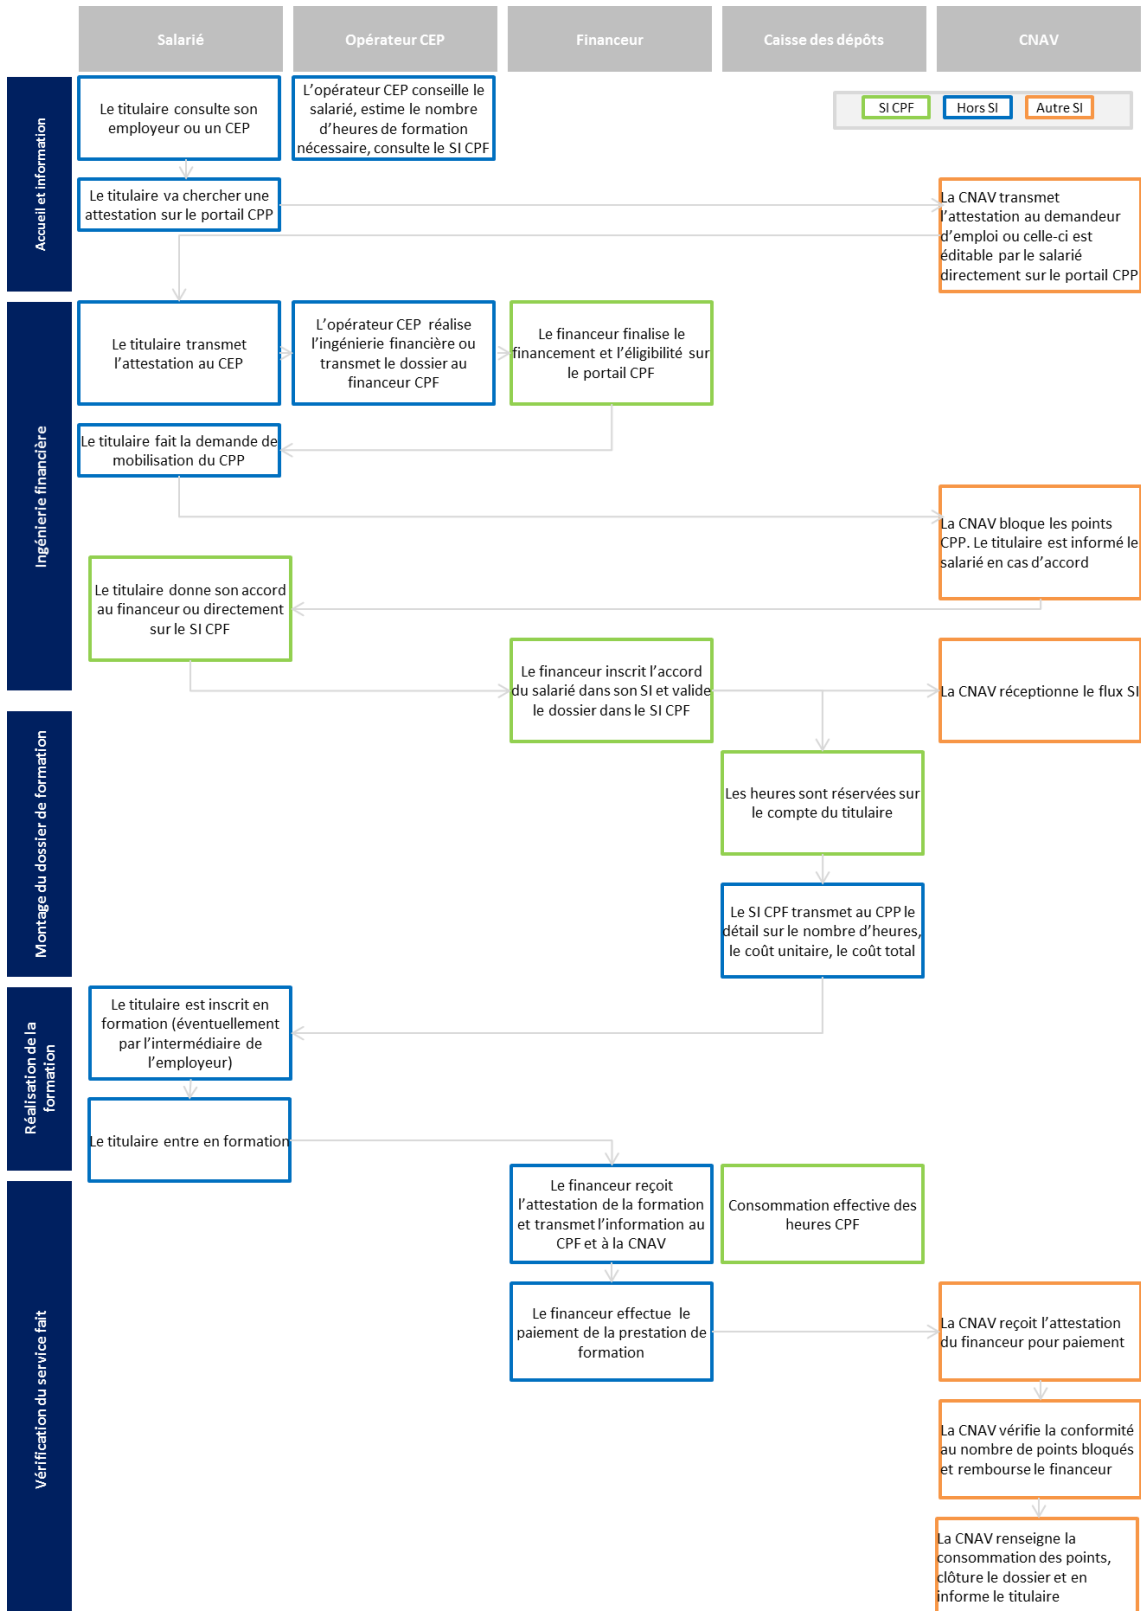 Salarié
Opérateur CEP
Financeur
Caisse des dépôts
CNAV
SI CPF
Hors SI
Autre SI
Accueil et information
Le titulaire consulte son
employeur ou un CEP
L'opérateur CEP conseille le
salarié, estime le nombre
d'heures de formation
nécessaire, consulte le SI CPF
Le titulaire va chercher une
attestation sur le portail CPP
La CNAV transmet
l'attestation au demandeur
d'emploi ou celle-ci est
éditable par le salarié
directement sur le portail CPP
Ingénierie financière
Le titulaire transmet
l'attestation au CEP
L'opérateur CEP réalise
l'ingénierie financière ou
transmet le dossier au
financeur CPF
Le financeur finalise le
financement et l'éligibilité sur
le portail CPF
Le titulaire fait la demande de
mobilisation du CPP
La CNAV bloque les points
CPP. Le titulaire est informé le
salarié en cas d'accord
Le titulaire donne son accord
au financeur ou directement
sur le SI CPF
Le financeur inscrit l'accord
du salarié dans son SI et valide
le dossier dans le SI CPF
La CNAV réceptionne le flux SI
Montage du dossier de formation
Les heures sont réservées sur
le compte du titulaire
Le SI CPF transmet au CPP le
détail sur le nombre d'heures,
le coût unitaire, le coût total
Réalisation de la
formation
Le titulaire est inscrit en
formation (éventuellement
par l'intermédiaire de
l'employeur)
Le titulaire entre en formation
Vérification du service fait
Le financeur reçoit
l'attestation de la formation
et transmet l'information au
CPF et à la CNAV
Consommation effective des
heures CPF
Le financeur effectue le
paiement de la prestation de
formation
La CNAV reçoit l'attestation
du financeur pour paiement
La CNAV vérifie la conformité
au nombre de points bloqués
et rembourse le financeur
La CNAV renseigne la
consommation des points,
clôture le dossier et en
informe le titulaire